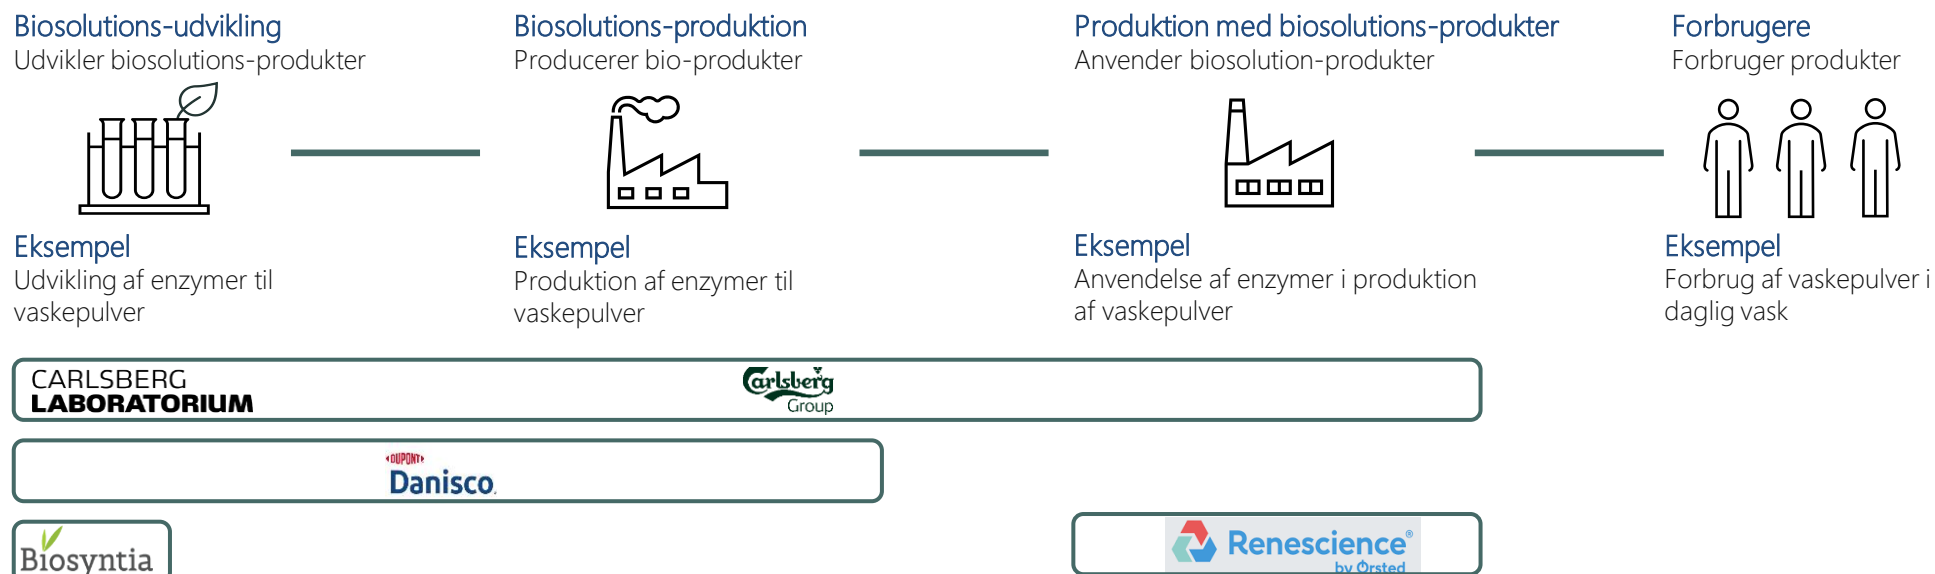 Biosolutions-udvikling
Udvikler biosolutions-produkter
Biosolutions-produktion
Producerer bio-produkter
Produktion med biosolutions-produkter
Anvender biosolution-produkter
Forbrugere
Forbruger produkter
Eksempel
Udvikling af enzymer til
vaskepulver
Eksempel
Produktion af enzymer til
vaskepulver
Eksempel
Anvendelse af enzymer i produktion
af vaskepulver
Eksempel
Forbrug af vaskepulver i
daglig vask
CARLSBERG
LABORATORIUM
Carlsberg
Group
DUPONT
Danisco.
Biosyntia
Renescience®
by Ørsted